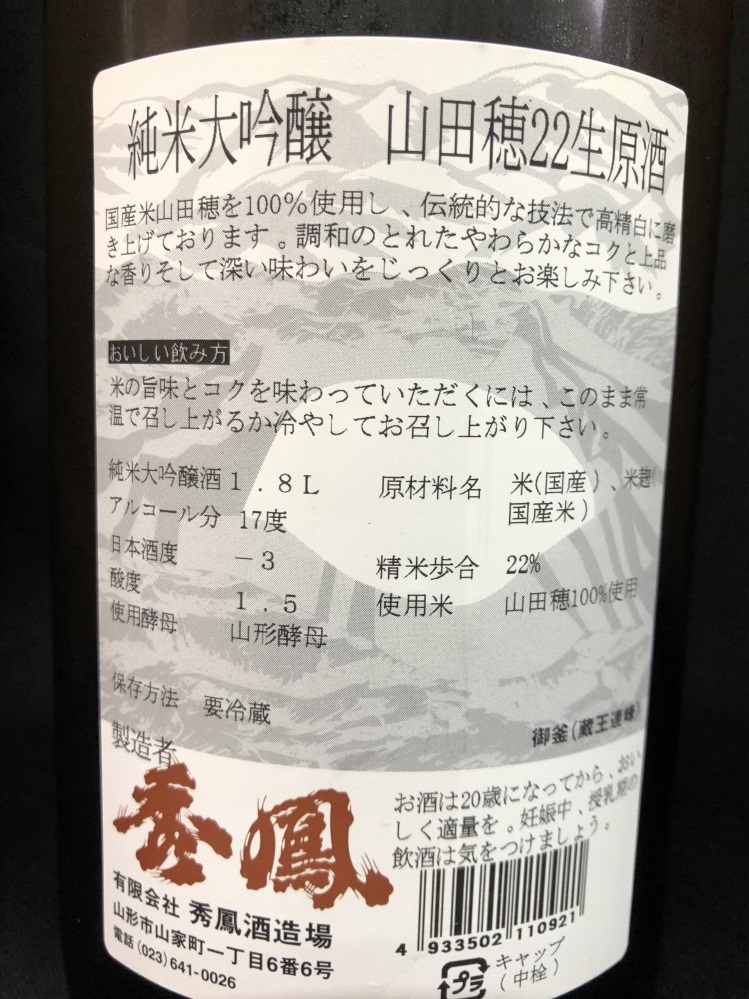 純米大吟醸　山田穂22生原酒
国産米山田穂を100%使用し、伝統的な技法で高精白に磨
き上げております。調和のとれたやわらかなコクと上品
な香りそして深い味わいをじっくりとお楽しみ下さい。
おいしい飲み方
米の旨味とコクを味わっていただくには、このまま常
温で召し上がるか冷やしてお召し上がり下さい。
純米大吟醸酒 1.8L 原材料名 米(国産)、米麹(
国産米)
アルコール分 17度
日本酒度 -3 精米歩合 22%
酸度 1.5 使用米 山田穂100%使用
使用酵母 山形酵母
保存方法 要冷蔵
御釜(蔵王連峰)
製造者
秀鳳
有限会社 秀鳳酒造場
山形市山家町一丁目6番6号
電話(023)641-0026
お酒は20歳になってから、おい
しく適量を。妊娠中、授乳期の
飲酒は気をつけましょう。
4 933502 110921
プラ
キャップ
(中栓)